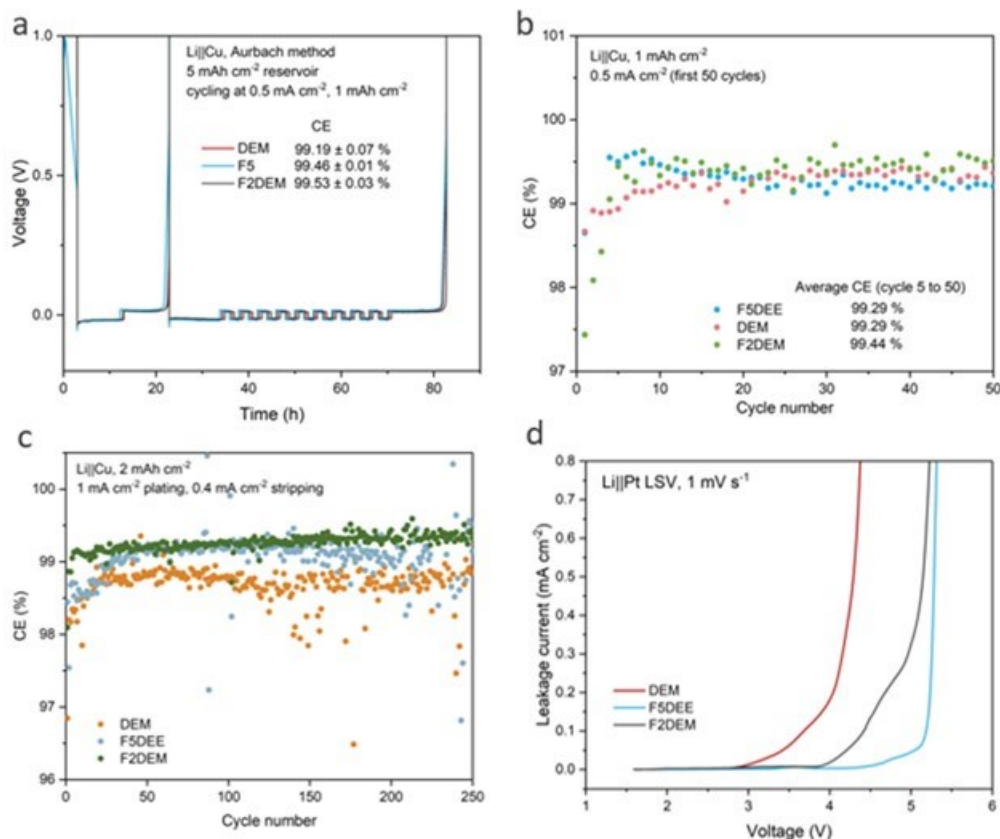 a
Li||Cu, Aurbach method
5 mAh cm⁻² reservoir
cycling at 0.5 mA cm⁻², 1 mAh cm⁻²
CE
DEM 99.19 ± 0.07 %
F5 99.46 ± 0.01 %
F2DEM 99.53 ± 0.03 %
1.0
0.5
0.0
Voltage (V)
0 20 40 60 80
Time (h)
b
Li||Cu, 1 mAh cm⁻²
0.5 mA cm⁻² (first 50 cycles)
101
100
99
98
97
CE (%)
Average CE (cycle 5 to 50)
F5DEE 99.29 %
DEM 99.29 %
F2DEM 99.44 %
0 10 20 30 40 50
Cycle number
c
Li||Cu, 2 mAh cm⁻²
1 mA cm⁻² plating, 0.4 mA cm⁻² stripping
100
99
98
97
96
CE (%)
DEM
F5DEE
F2DEM
0 50 100 150 200 250
Cycle number
d
Li||Pt LSV, 1 mV s⁻¹
0.8
0.7
0.6
0.5
0.4
0.3
0.2
0.1
0.0
Leakage current (mA cm⁻²)
DEM
F5DEE
F2DEM
1 2 3 4 5 6
Voltage (V)